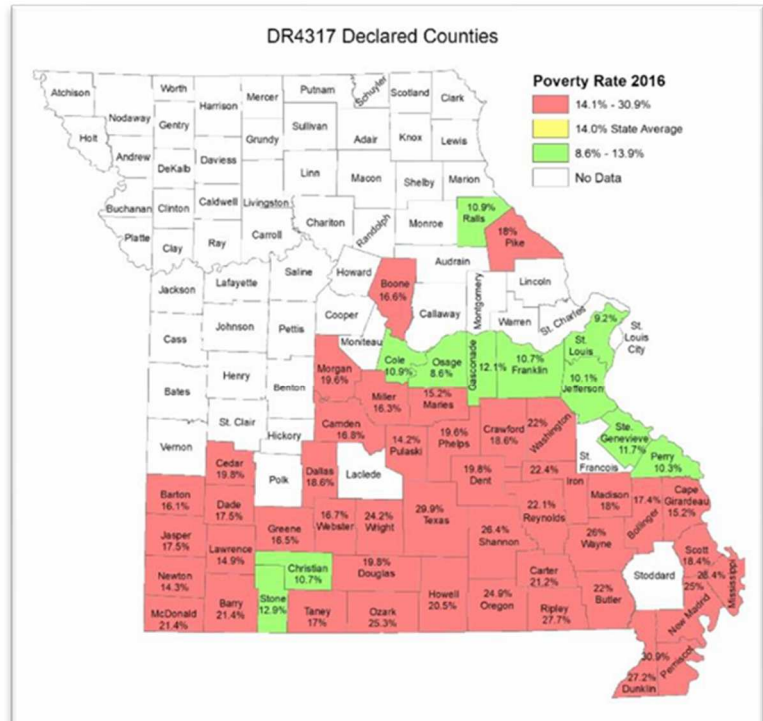 DR4317 Declared Counties
Poverty Rate 2016
14.1% - 30.9%
14.0% State Average
8.6% - 13.9%
No Data
Atchison
Nodaway
Worth
Harrison
Mercer
Putnam
Schuyler
Scotland
Clark
Holt
Gentry
Sullivan
Adair
Knox
Lewis
Andrew
DeKalb
Daviess
Grundy
Linn
Macon
Shelby
Marion
Buchanan
Clinton
Caldwell
Livingston
Chariton
Randolph
Monroe
10.9%
Ralls
Platte
Clay
Ray
Carroll
18%
Pike
Audrain
Saline
Howard
Boone
16.6%
Lincoln
Montgomery
Jackson
Lafayette
Cooper
Callaway
Warren
St. Charles
9.2%
St.
Louis
City
St.
Louis
Cass
Johnson
Pettis
Moniteau
Cole
10.9%
Osage
8.6%
Gasconade
12.1%
10.7%
Franklin
10.1%
Jefferson
Bates
Henry
Benton
Morgan
19.6%
Miller
16.3%
15.2%
Maries
St. Clair
Hickory
Camden
16.8%
14.2%
Pulaski
19.6%
Phelps
Crawford
18.6%
22%
Washington
Ste.
Genevieve
11.7%
Perry
10.3%
Vernon
Cedar
19.8%
Polk
Dallas
18.6%
Laclede
19.8%
Dent
22.4%
Iron
St.
Francois
Barton
16.1%
Dade
17.5%
Madison
18%
17.4%
Bollinger
Cape
Girardeau
15.2%
Jasper
17.5%
Greene
16.5%
16.7%
Webster
24.2%
Wright
29.9%
Texas
22.1%
Reynolds
Lawrence
14.9%
26.4%
Shannon
26%
Wayne
Scott
18.4%
Newton
14.3%
Christian
10.7%
19.8%
Douglas
Carter
21.2%
Stoddard
26.4%
Mississippi
25%
New Madrid
McDonald
21.4%
Barry
21.4%
Stone
12.9%
Taney
17%
Ozark
25.3%
Howell
20.5%
24.9%
Oregon
Ripley
27.7%
22%
Butler
30.9%
Pemiscot
27.2%
Dunklin